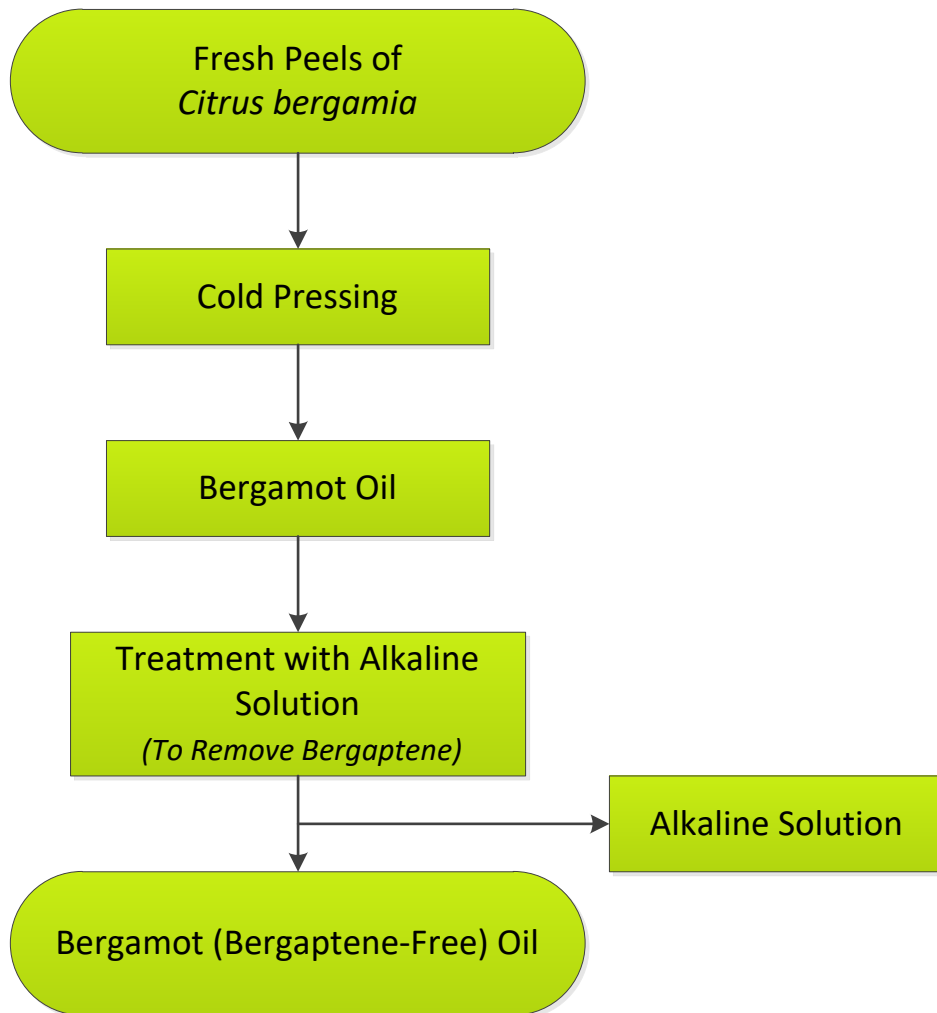 Fresh Peels of
Citrus bergamia
Cold Pressing
Bergamot Oil
Treatment with Alkaline
Solution
(To Remove Bergaptene)
Alkaline Solution
Bergamot (Bergaptene-Free) Oil